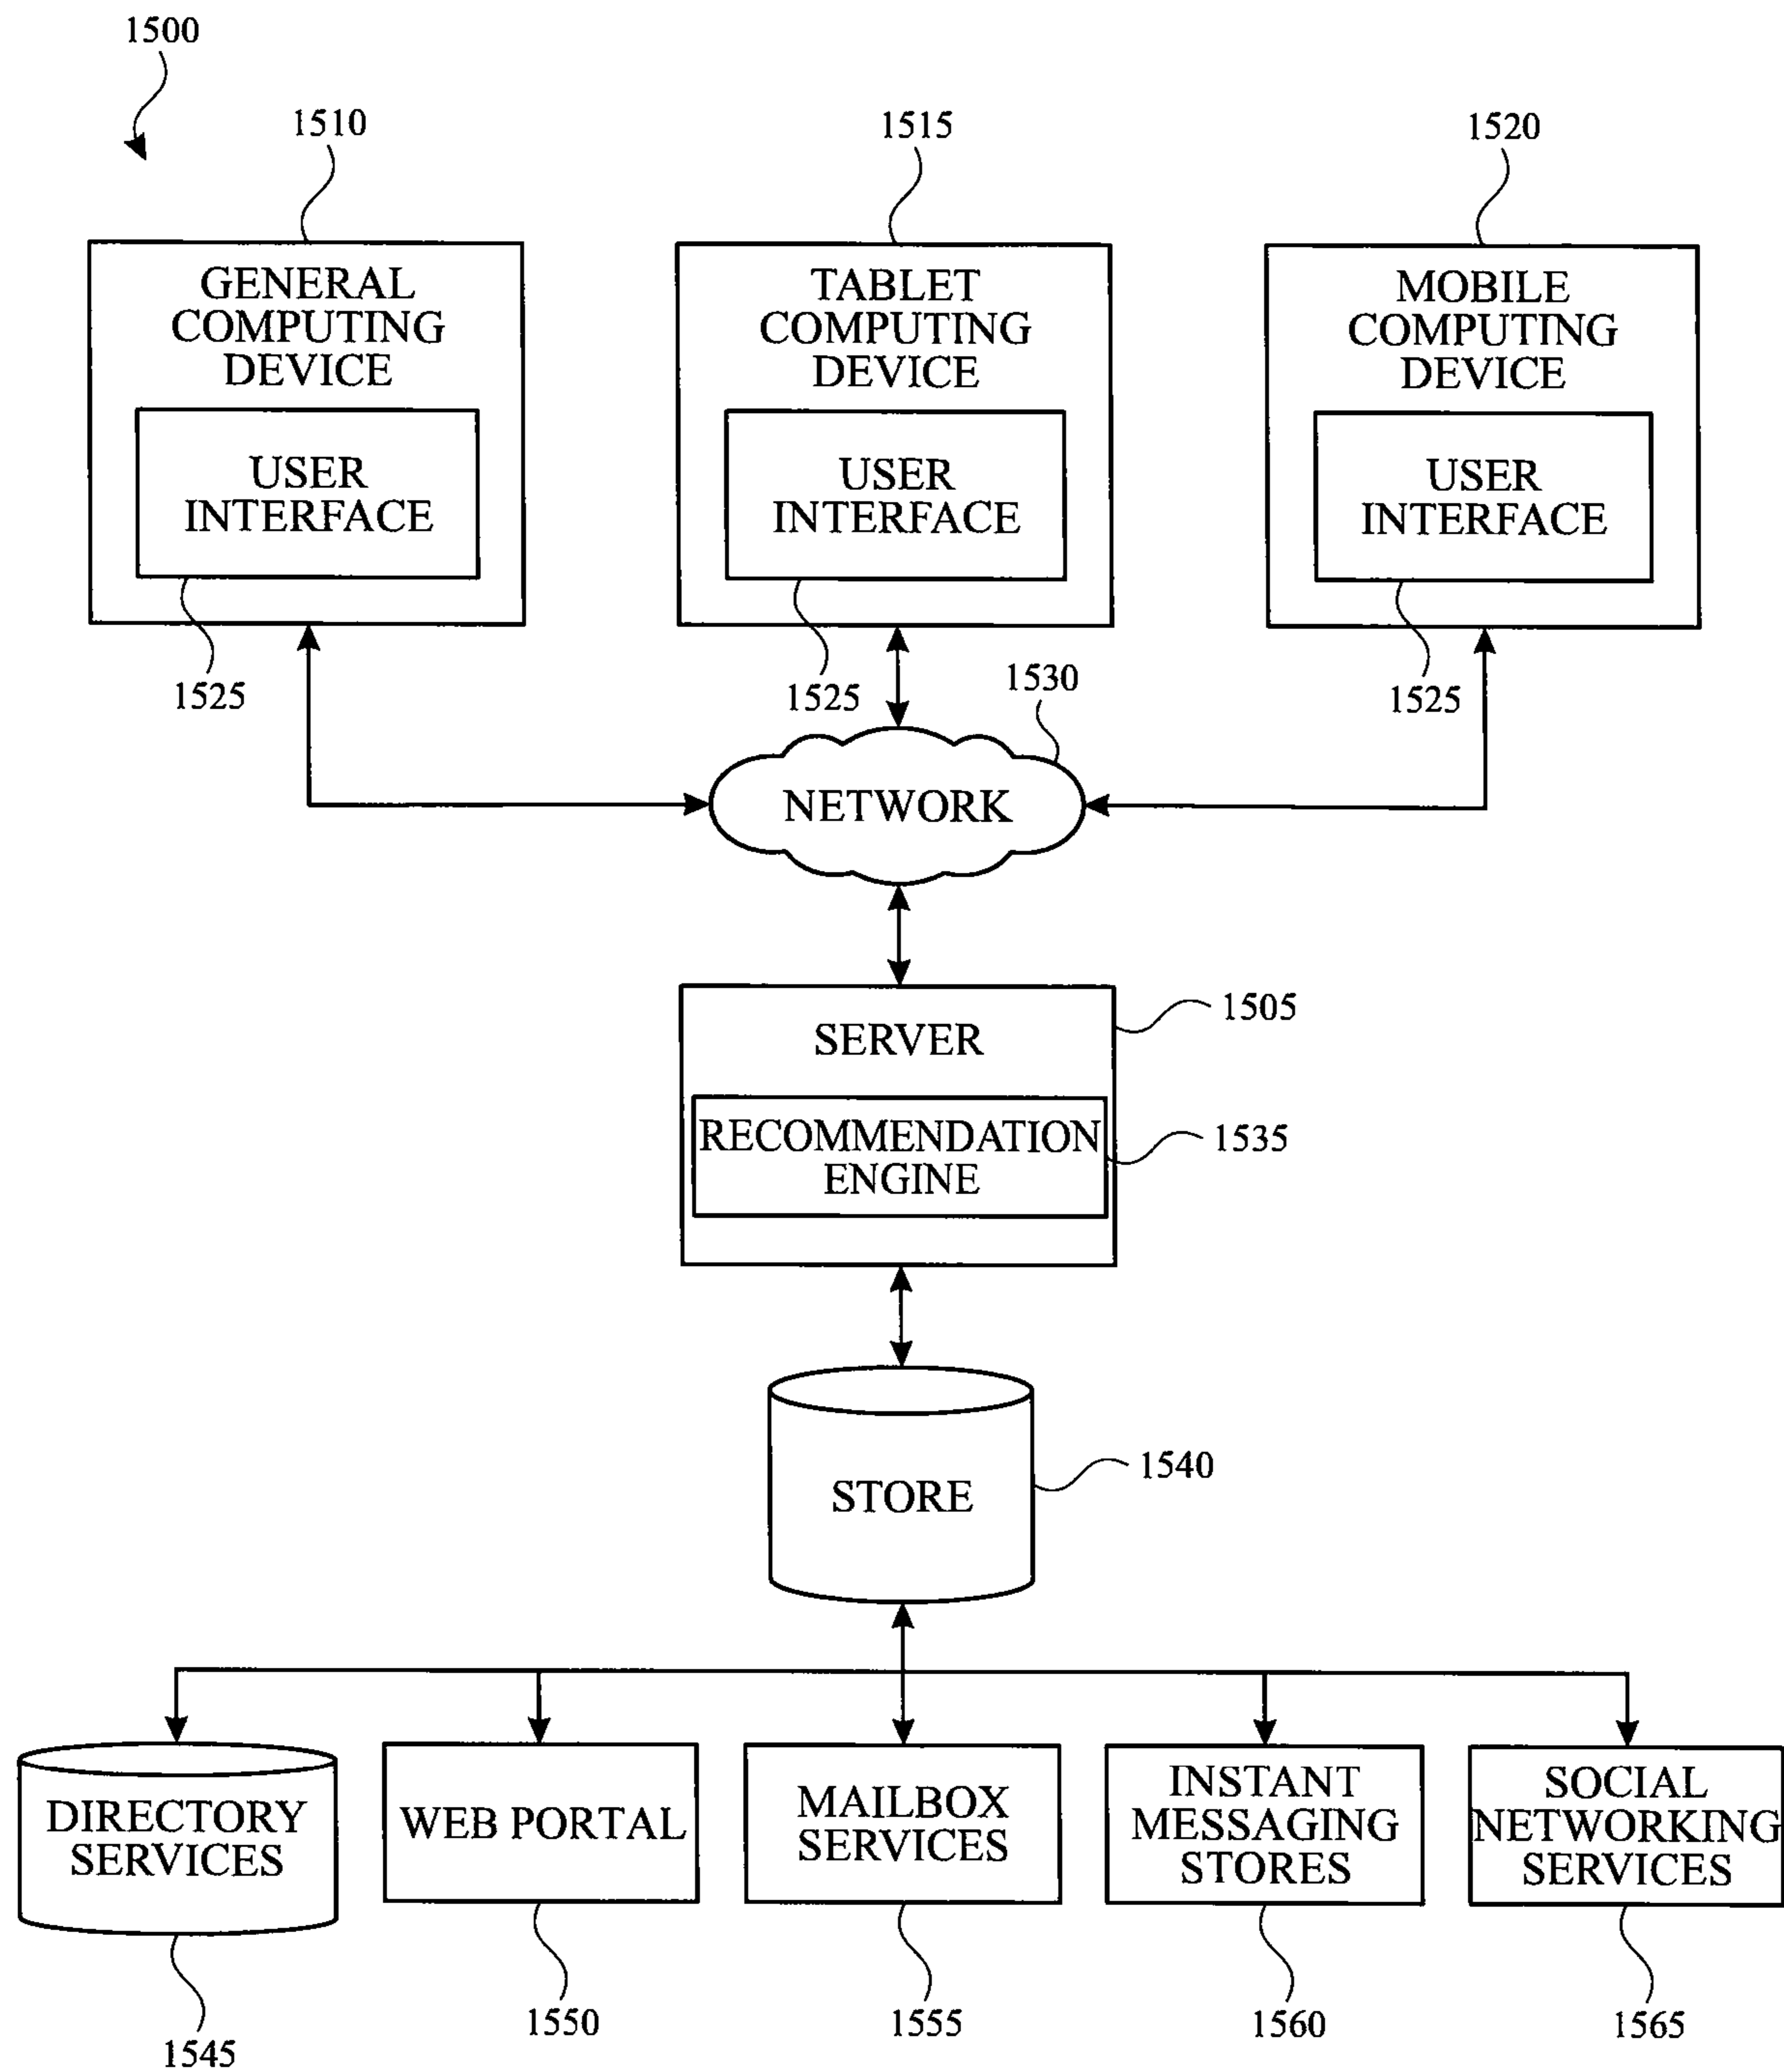 1500
1510
1515
1520
GENERAL
COMPUTING
DEVICE
USER
INTERFACE
1525
TABLET
COMPUTING
DEVICE
USER
INTERFACE
1525
MOBILE
COMPUTING
DEVICE
USER
INTERFACE
1525
1530
NETWORK
SERVER
1505
RECOMMENDATION
ENGINE
1535
STORE
1540
DIRECTORY
SERVICES
WEB PORTAL
MAILBOX
SERVICES
INSTANT
MESSAGING
STORES
SOCIAL
NETWORKING
SERVICES
1545
1550
1555
1560
1565